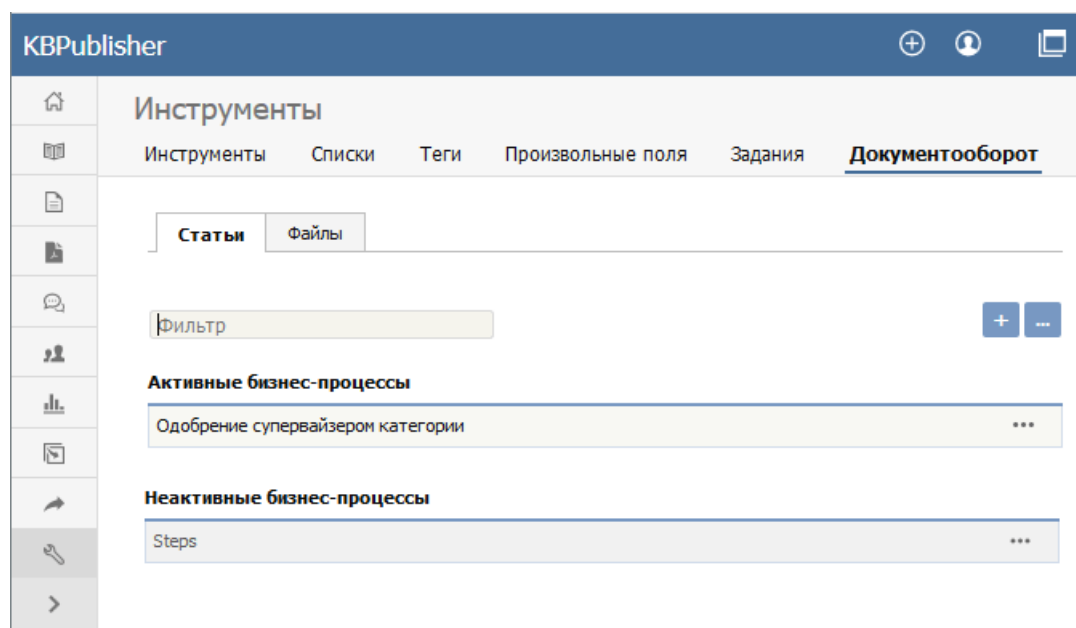 KBPublisher
Инструменты
Инструменты Списки Теги Произвольные поля Задания Документооборот
Статьи Файлы
Фильтр
+ ...
Активные бизнес-процессы
Одобрение супервайзером категории
Неактивные бизнес-процессы
Steps